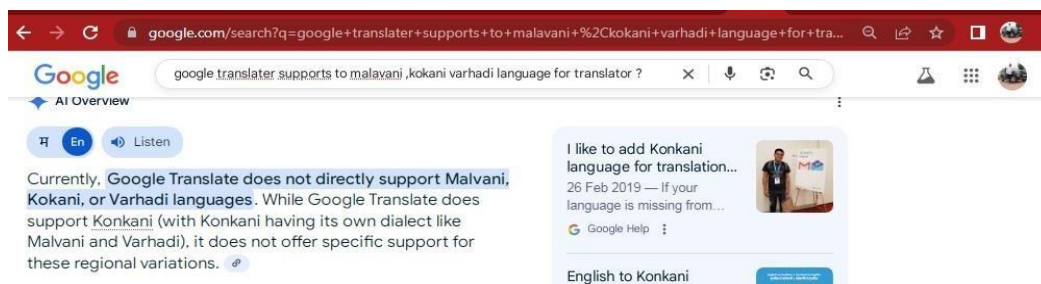 google.com/search?q=google+translater+supports+to+malavani+%2Ckokani+varhadi+language+for+tra...
Google
google translater supports to malavani ,kokani varhadi language for translator ?
AI Overview
म En Listen
Currently, Google Translate does not directly support Malvani,
Kokani, or Varhadi languages. While Google Translate does
support Konkani (with Konkani having its own dialect like
Malvani and Varhadi), it does not offer specific support for
these regional variations.
I like to add Konkani
language for translation...
26 Feb 2019 — If your
language is missing from...
Google Help
English to Konkani